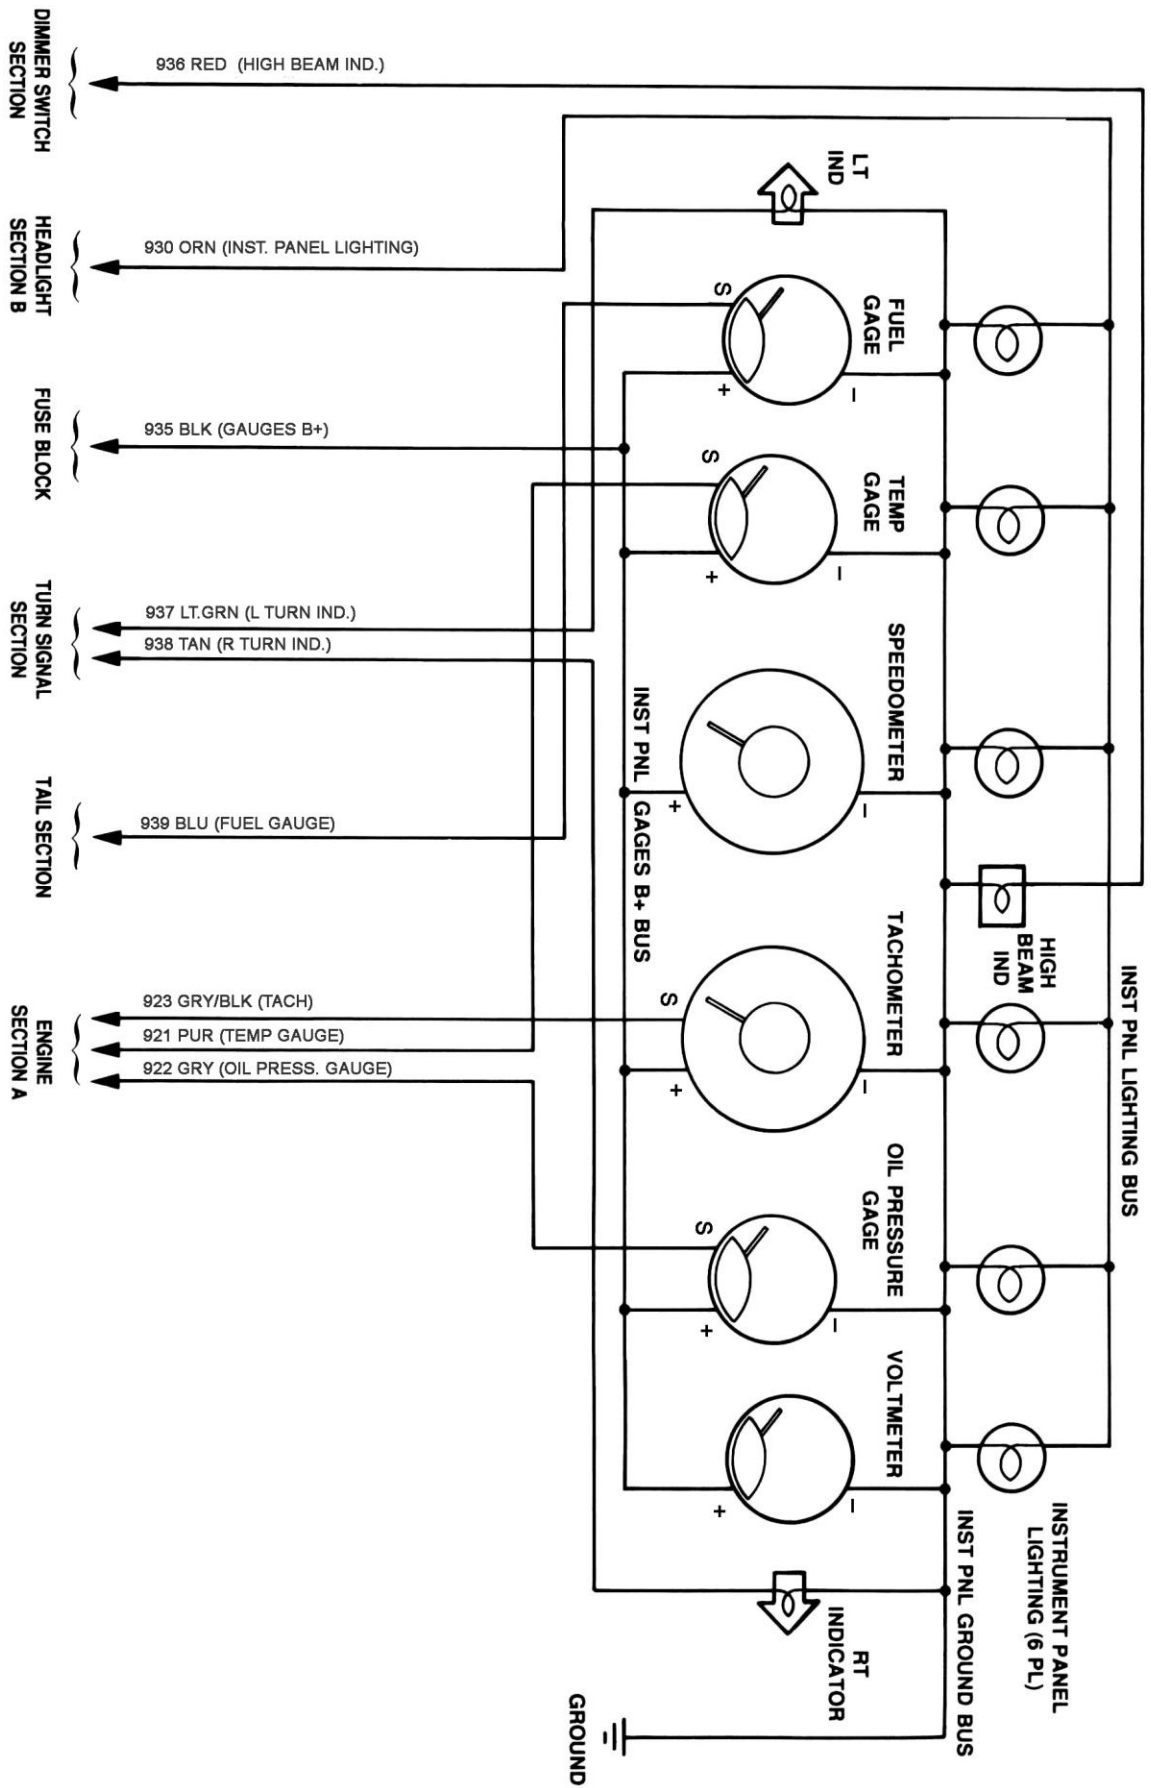 936 RED (HIGH BEAM IND.)
930 ORN (INST. PANEL LIGHTING)
935 BLK (GAUGES B+)
937 LT.GRN (L TURN IND.)
938 TAN (R TURN IND.)
939 BLU (FUEL GAUGE)
923 GRY/BLK (TACH)
921 PUR (TEMP GAUGE)
922 GRY (OIL PRESS. GAUGE)
DIMMER SWITCH
SECTION
HEADLIGHT
SECTION B
FUSE BLOCK
TURN SIGNAL
SECTION
TAIL SECTION
ENGINE
SECTION A
LT
IND
FUEL
GAGE
S
+
−
TEMP
GAGE
S
+
−
SPEEDOMETER
+
−
TACHOMETER
S
+
−
OIL PRESSURE
GAGE
S
+
−
VOLTMETER
+
−
RT
INDICATOR
INST PNL GAGES B+ BUS
HIGH
BEAM
IND
INST PNL LIGHTING BUS
INSTRUMENT PANEL
LIGHTING (6 PL)
INST PNL GROUND BUS
GROUND